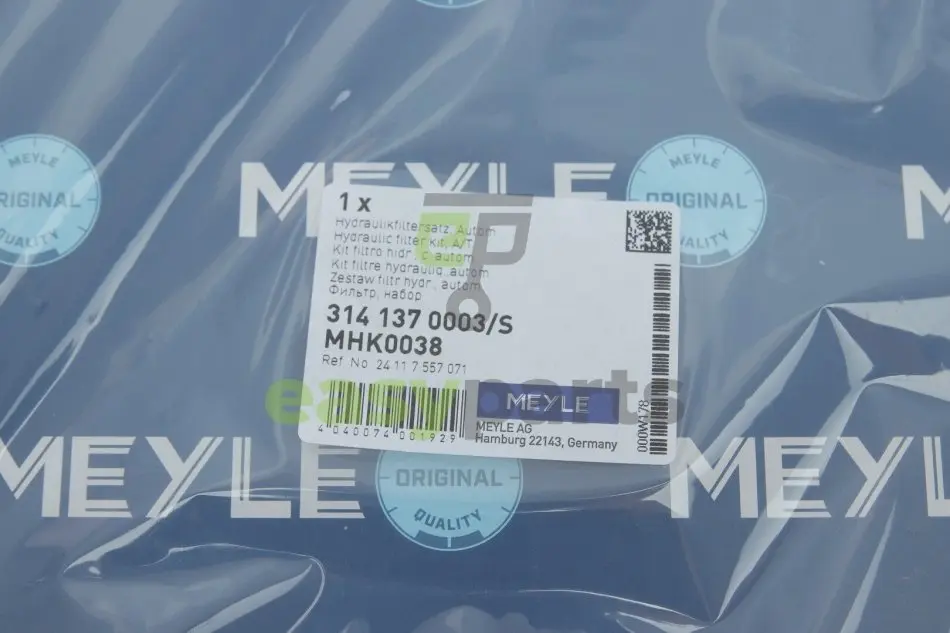 MEYLE
ORIGINAL
MEYLE
MEYLE
ORIGINAL
1 x
Hydraulikfiltersatz, Autom
Hydraulic filter kit, A/T
Kit filtro hidr c, autom
Kit filtre hydrauliq.,autom
Zestaw filtr hydr., autom
Фильтр, набор
314 137 0003/S
MHK0038
Ref. No. 24 11 7 557 071
easyparts
MEYLE
4 040074 001929
MEYLE AG
Hamburg 22143, Germany
000W178
MEYLE
ORIGINAL
QUALITY
MEYLE